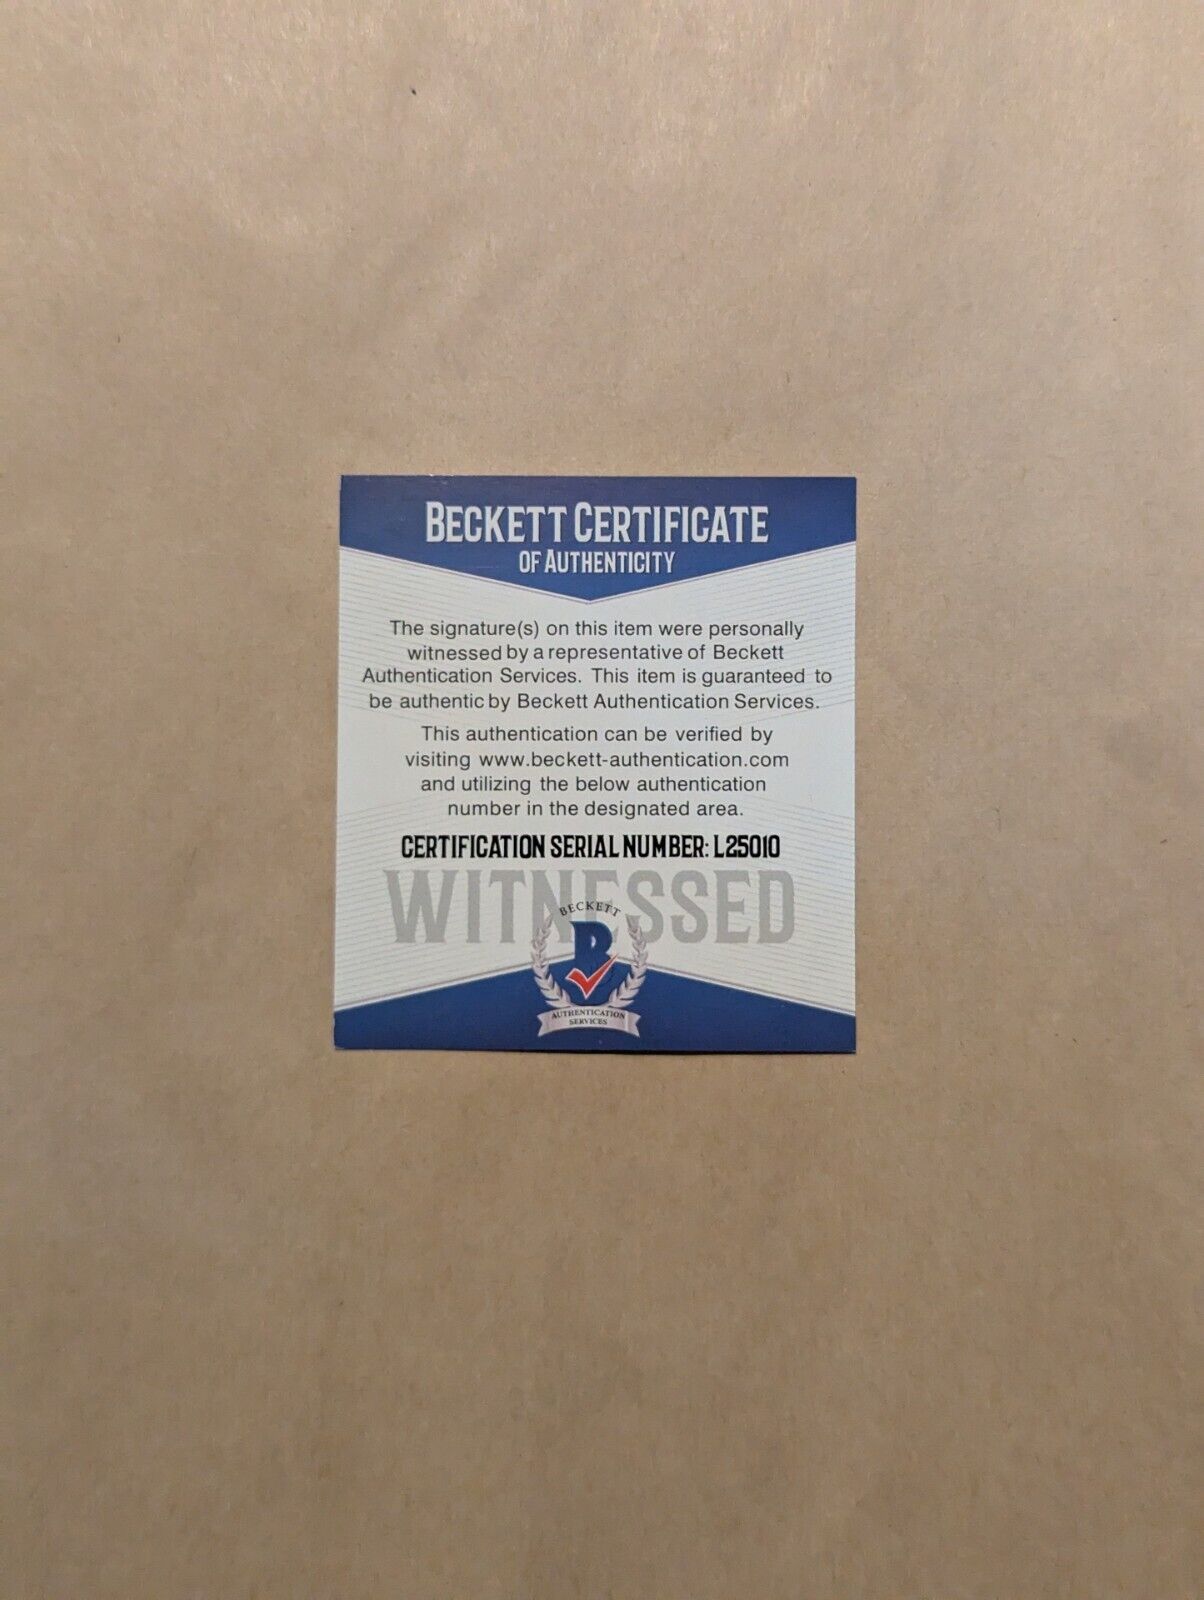 BECKETT CERTIFICATE
OF AUTHENTICITY
The signature(s) on this item were personally
witnessed by a representative of Beckett
Authentication Services. This item is guaranteed to
be authentic by Beckett Authentication Services.
This authentication can be verified by
visiting www.beckett-authentication.com
and utilizing the below authentication
number in the designated area.
CERTIFICATION SERIAL NUMBER: L25010
WITNESSED
BECKETT
B
AUTHENTICATION
SERVICES